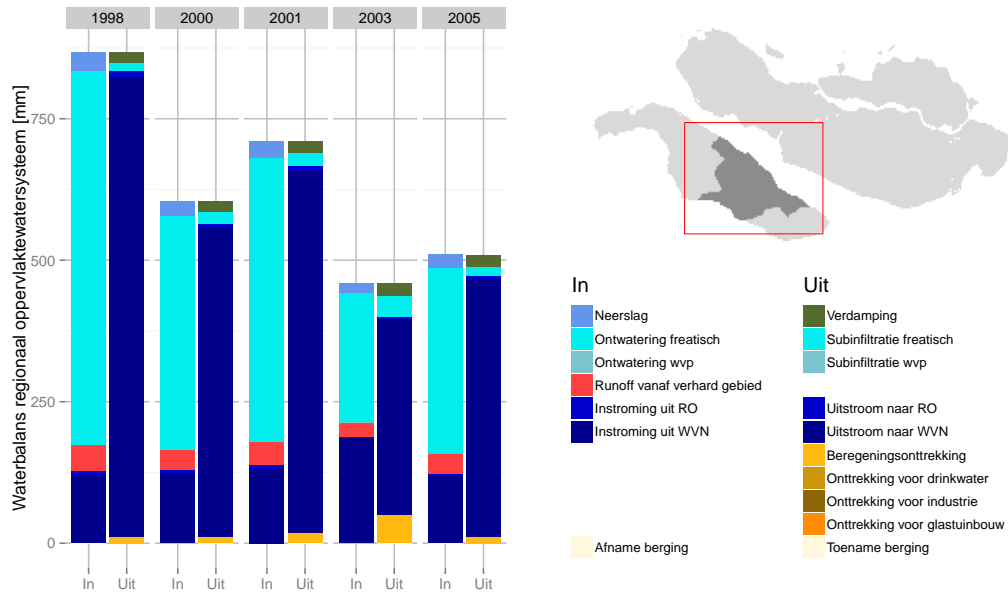 1998 2000 2001 2003 2005
Waterbalans regionaal oppervlaktewatersysteem [mm]
750
500
250
0
In Uit In Uit In Uit In Uit In Uit
In Uit
Neerslag Verdamping
Ontwatering freatisch Subinfiltratie freatisch
Ontwatering wvp Subinfiltratie wvp
Runoff vanaf verhard gebied
Instroming uit RO Uitstroom naar RO
Instroming uit WVN Uitstroom naar WVN
Beregeningsonttrekking
Onttrekking voor drinkwater
Onttrekking voor industrie
Onttrekking voor glastuinbouw
Afname berging Toename berging